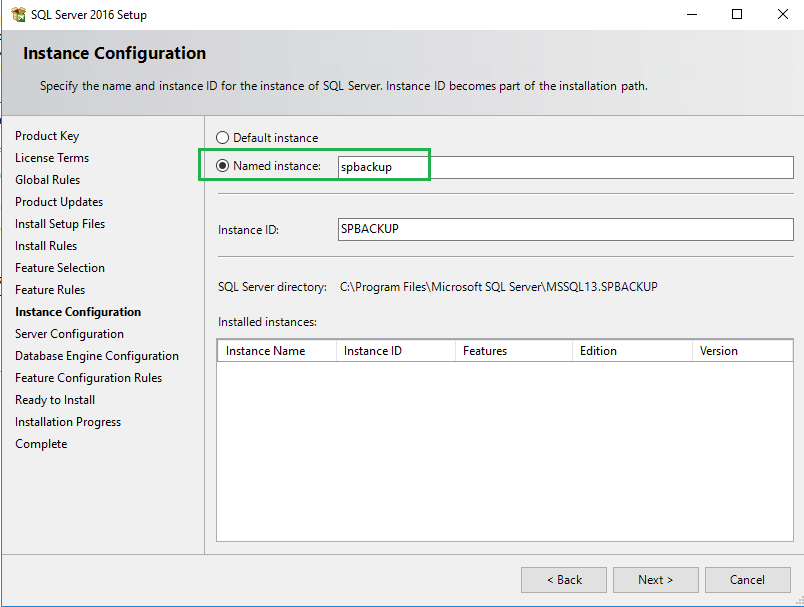 SQL Server 2016 Setup
Instance Configuration
Specify the name and instance ID for the instance of SQL Server. Instance ID becomes part of the installation path.
Product Key
License Terms
Global Rules
Product Updates
Install Setup Files
Install Rules
Feature Selection
Feature Rules
Instance Configuration
Server Configuration
Database Engine Configuration
Feature Configuration Rules
Ready to Install
Installation Progress
Complete
Default instance
Named instance: spbackup
Instance ID: SPBACKUP
SQL Server directory: C:\Program Files\Microsoft SQL Server\MSSQL13.SPBACKUP
Installed instances:
Instance Name Instance ID Features Edition Version
< Back Next > Cancel